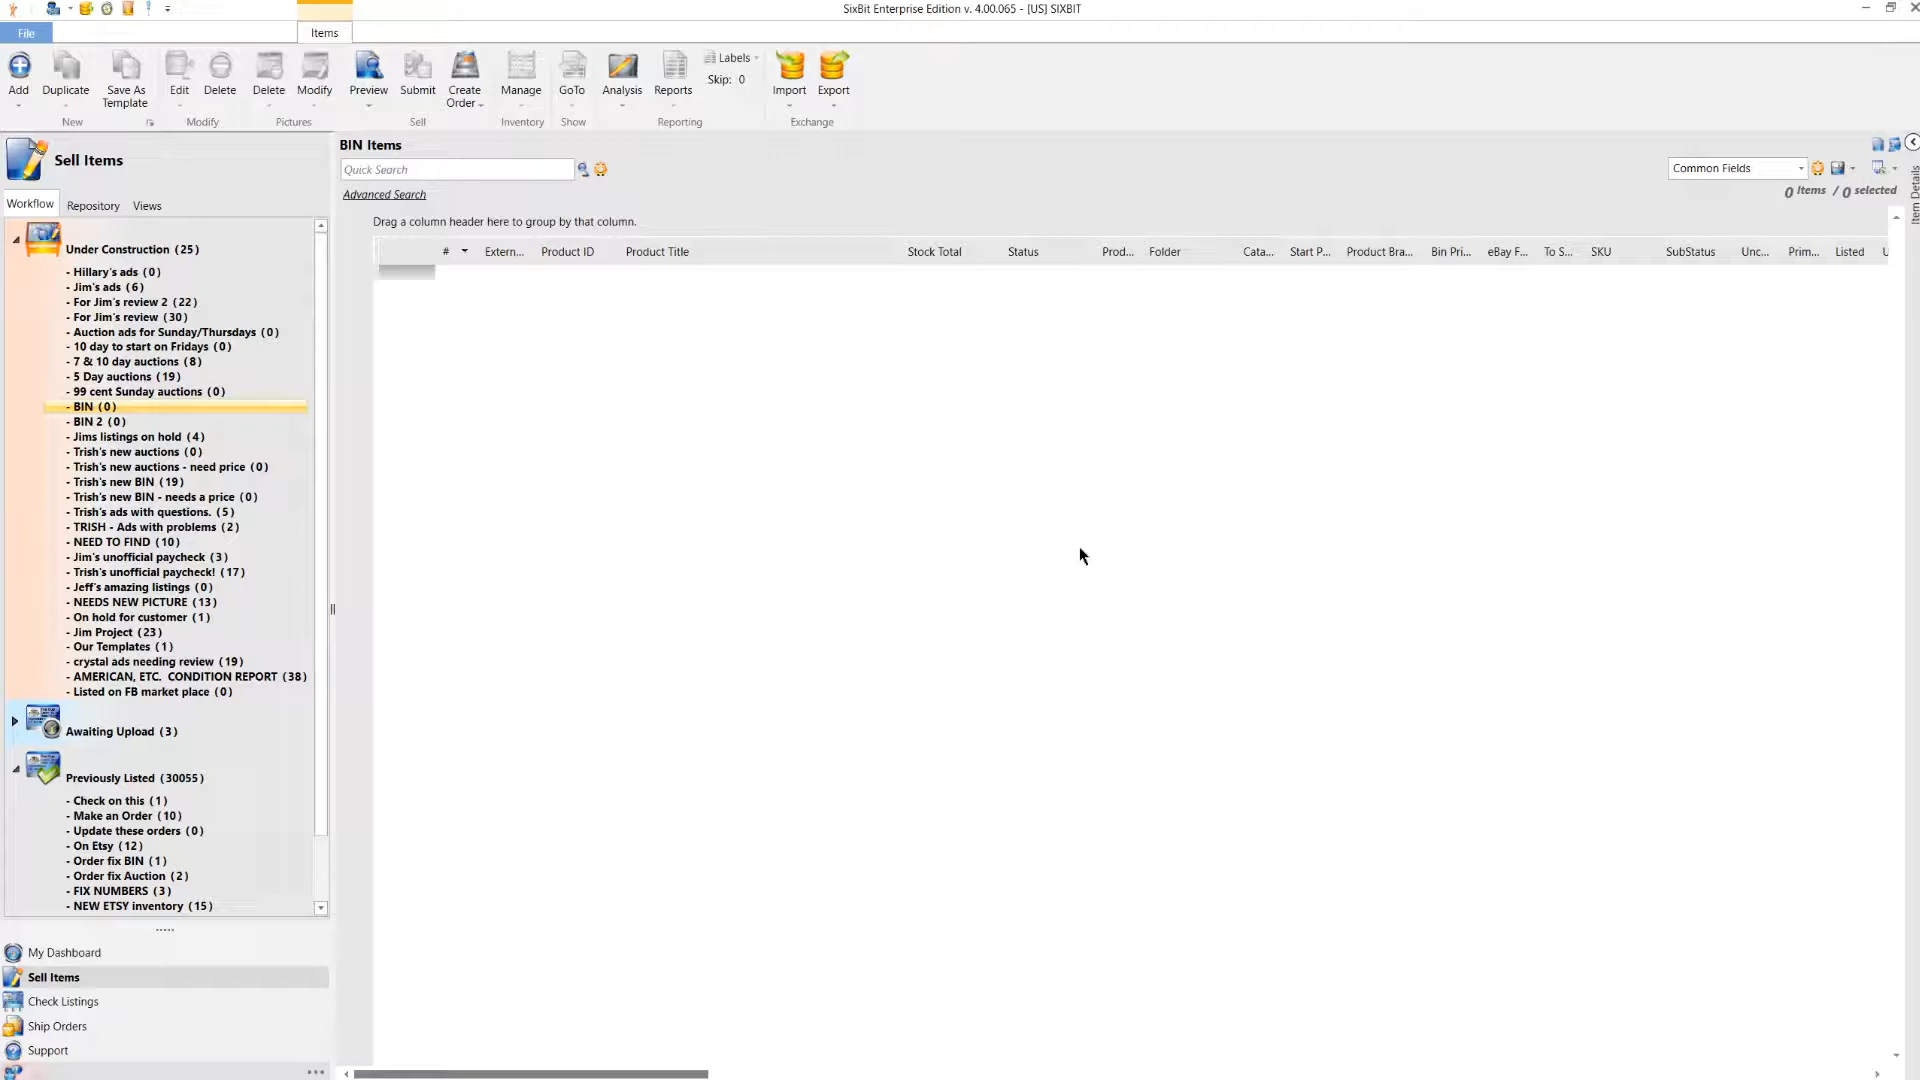 SixBit Enterprise Edition v. 4.00.065 - [US] SIXBIT
File
Items
Add
Duplicate
Save As Template
Edit
Delete
Delete
Modify
Preview
Submit
Create Order
Manage
GoTo
Analysis
Reports
Labels
Skip: 0
Import
Export
New
Modify
Pictures
Sell
Inventory
Show
Reporting
Exchange
Sell Items
Workflow
Repository
Views
Under Construction (25)
- Hillary's ads (0)
- Jim's ads (6)
- For Jim's review 2 (22)
- For Jim's review (30)
- Auction ads for Sunday/Thursdays (0)
- 10 day to start on Fridays (0)
- 7 & 10 day auctions (8)
- 5 Day auctions (19)
- 99 cent Sunday auctions (0)
- BIN (0)
- BIN 2 (0)
- Jims listings on hold (4)
- Trish's new auctions (0)
- Trish's new auctions - need price (0)
- Trish's new BIN (19)
- Trish's new BIN - needs a price (0)
- Trish's ads with questions. (5)
- TRISH - Ads with problems (2)
- NEED TO FIND (10)
- Jim's unofficial paycheck (3)
- Trish's unofficial paycheck! (17)
- Jeff's amazing listings (0)
- NEEDS NEW PICTURE (13)
- On hold for customer (1)
- Jim Project (23)
- Our Templates (1)
- crystal ads needing review (19)
- AMERICAN, ETC. CONDITION REPORT (38)
- Listed on FB market place (0)
Awaiting Upload (3)
Previously Listed (30055)
- Check on this (1)
- Make an Order (10)
- Update these orders (0)
- On Etsy (12)
- Order fix BIN (1)
- Order fix Auction (2)
- FIX NUMBERS (3)
- NEW ETSY inventory (15)
My Dashboard
Sell Items
Check Listings
Ship Orders
Support
BIN Items
Quick Search
Advanced Search
Common Fields
0 Items / 0 selected
Item Details
Drag a column header here to group by that column.
# Extern... Product ID Product Title Stock Total Status Prod... Folder Cata... Start P... Product Bra... Bin Pri... eBay F... To S... SKU SubStatus Unc... Prim... Listed